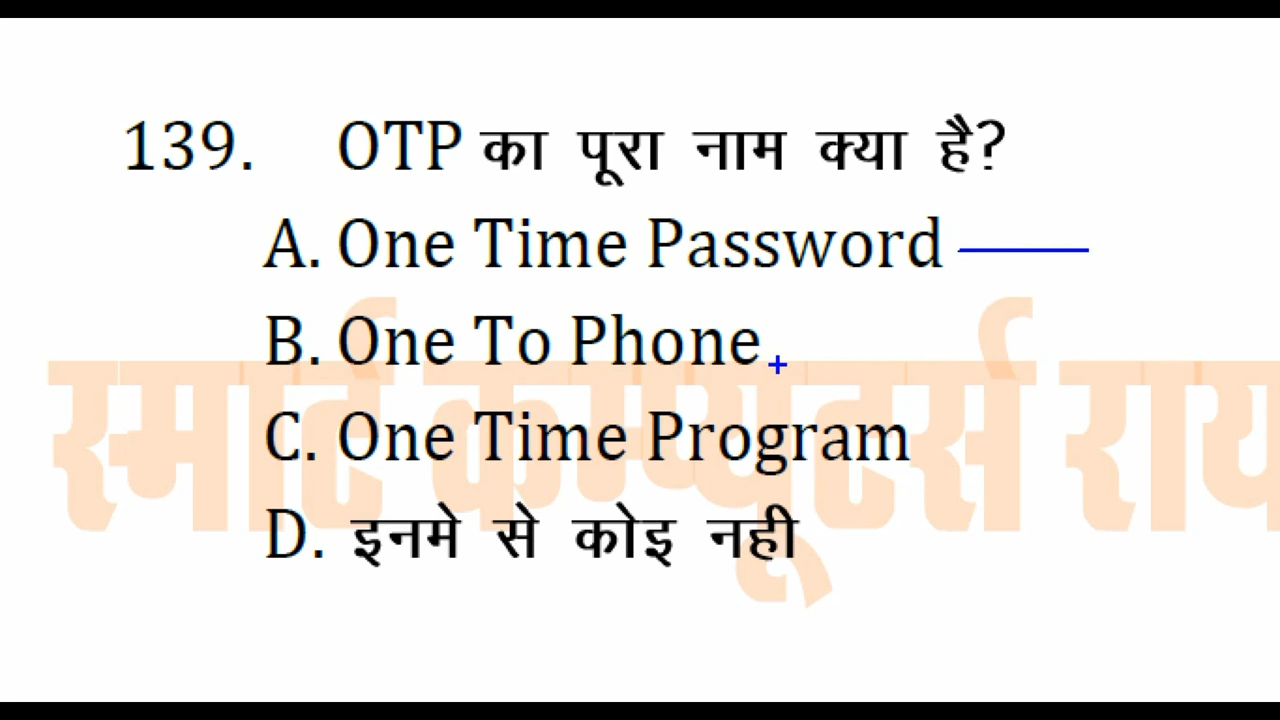 139. OTP का पूरा नाम क्या है?
A. One Time Password
B. One To Phone
C. One Time Program
D. इनमे से कोइ नही
स्मार्ट कम्प्यूटर्स राय